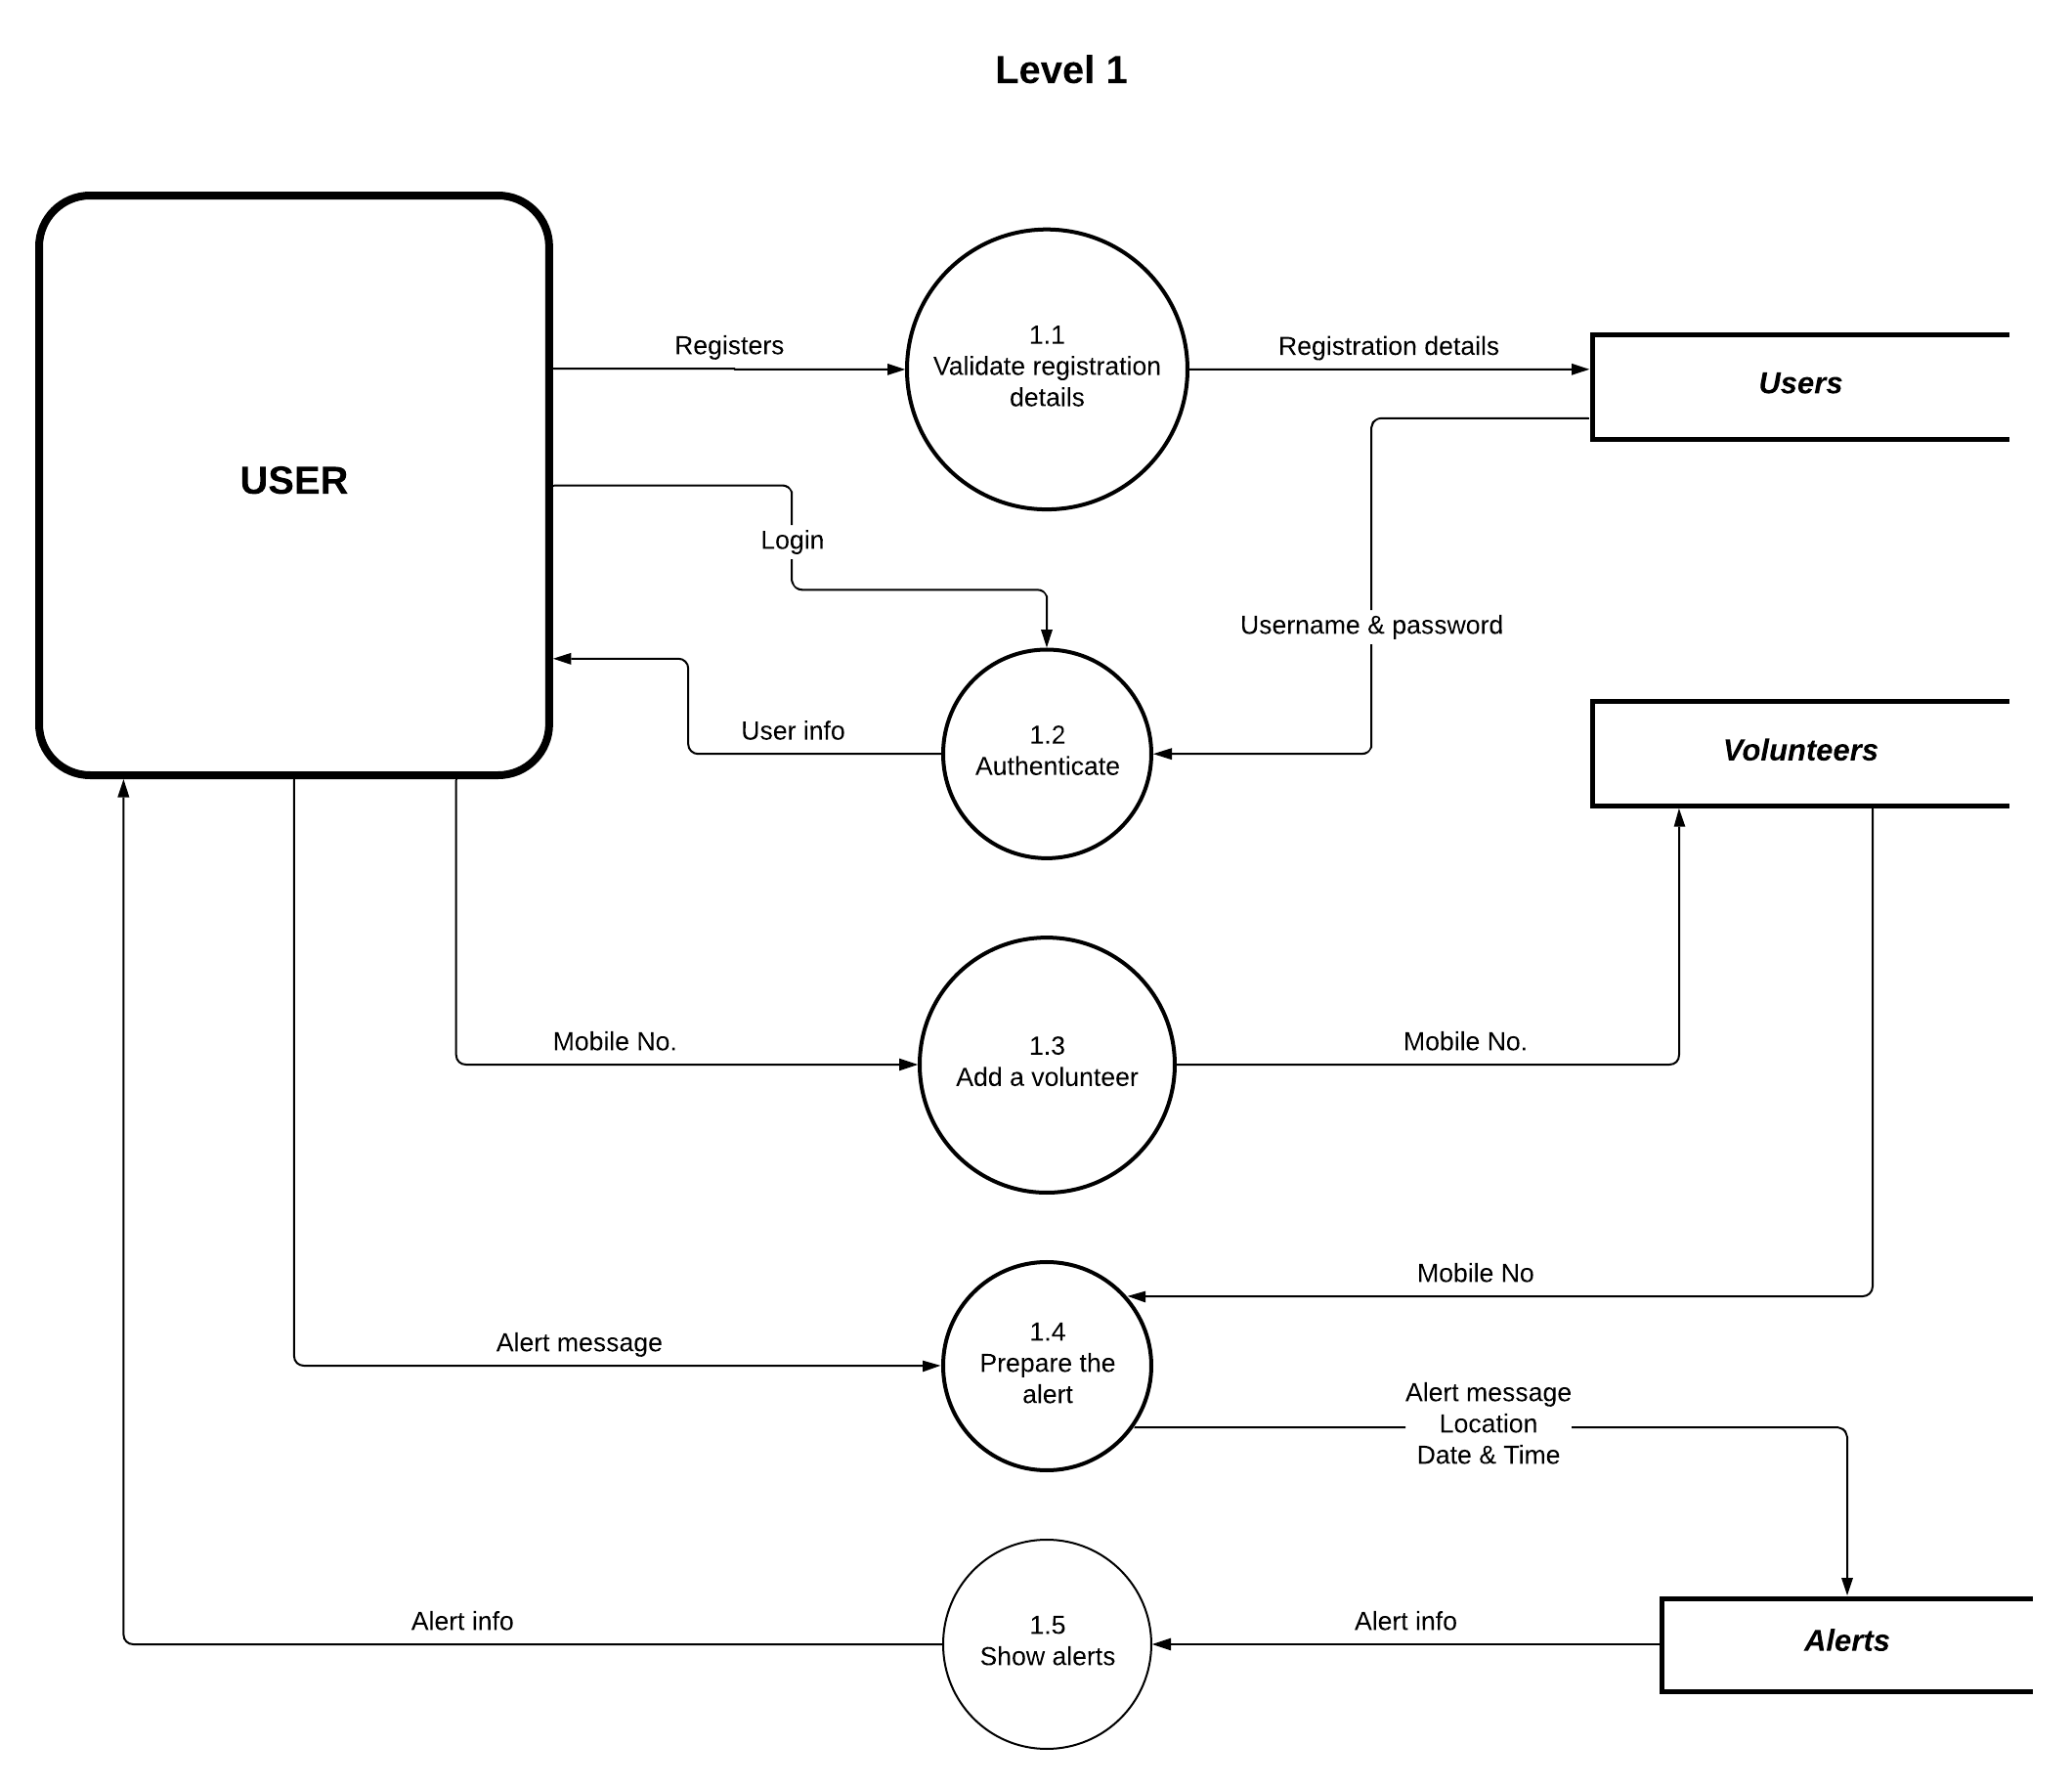 Level 1
USER
Registers
1.1
Validate registration
details
Registration details
Users
Login
Username & password
User info
1.2
Authenticate
Volunteers
Mobile No.
1.3
Add a volunteer
Mobile No.
Mobile No
Alert message
1.4
Prepare the
alert
Alert message
Location
Date & Time
Alert info
1.5
Show alerts
Alert info
Alerts